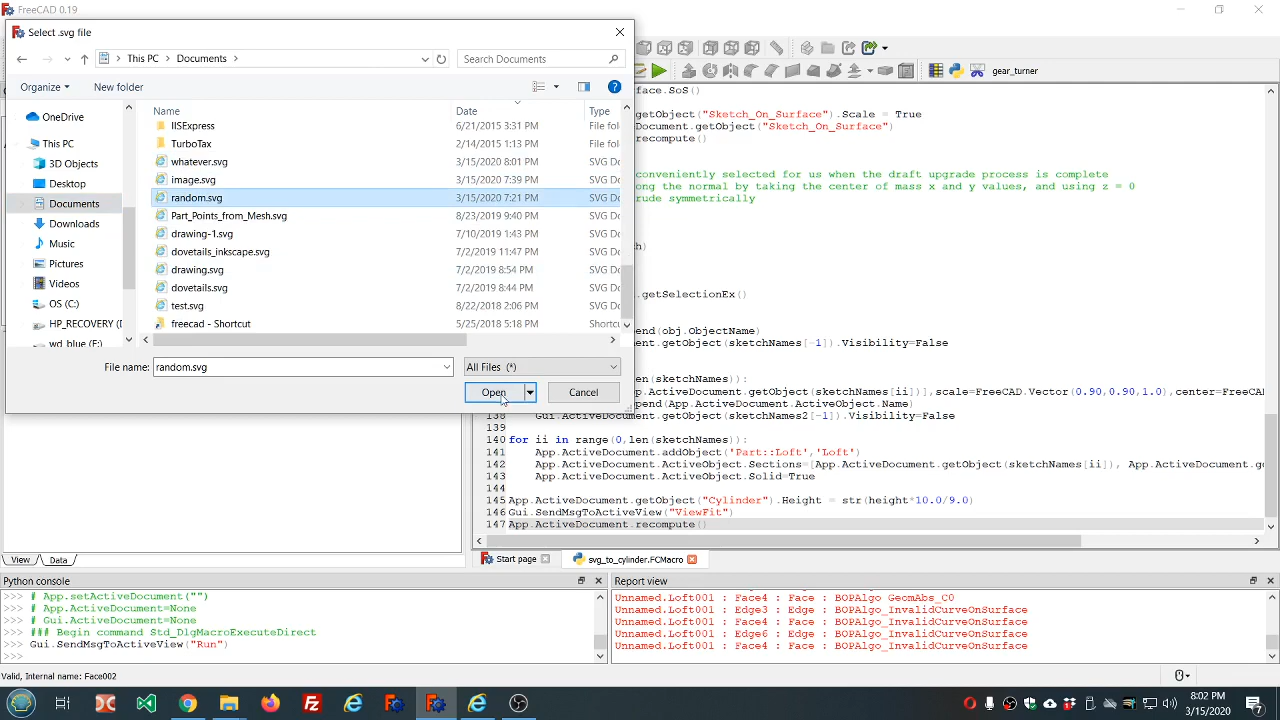 FreeCAD 0.19
Select .svg file
This PC > Documents >
Search Documents
Organize
New folder
gear_turner
Name
Date
Type
OneDrive
This PC
3D Objects
Desktop
Documents
Downloads
Music
Pictures
Videos
OS (C:)
HP_RECOVERY (D
wd_blue (F:)
IISExpress 6/21/2015 3:31 PM File fo
TurboTax 2/14/2015 1:13 PM File fo
whatever.svg 3/15/2020 8:01 PM SVG Do
image.svg 3/15/2020 7:39 PM SVG Do
random.svg 3/15/2020 7:21 PM SVG Do
Part_Points_from_Mesh.svg 8/23/2019 9:40 PM SVG Do
drawing-1.svg 7/10/2019 1:43 PM SVG Do
dovetails_inkscape.svg 7/2/2019 11:47 PM SVG Do
drawing.svg 7/2/2019 8:54 PM SVG Do
dovetails.svg 7/2/2019 8:44 PM SVG Do
test.svg 8/22/2018 2:06 PM SVG Do
freecad - Shortcut 5/25/2018 5:18 PM Shortc
File name: random.svg
All Files (*)
Open
Cancel
face.SoS()
getObject("Sketch_On_Surface").Scale = True
Document.getObject("Sketch_On_Surface")
recompute()
conveniently selected for us when the draft upgrade process is complete
ong the normal by taking the center of mass x and y values, and using z = 0
rude symmetrically
h)
.getSelectionEx()
end(obj.ObjectName)
ment.getObject(sketchNames[-1]).Visibility=False
en(sketchNames)):
ument.getObject(sketchNames[ii])],scale=FreeCAD.Vector(0.90,0.90,1.0),center=FreeCA
pend(App.ActiveDocument.ActiveObject.Name)
138 Gui.ActiveDocument.getObject(sketchNames2[-1]).Visibility=False
139
140 for ii in range(0,len(sketchNames)):
141 App.ActiveDocument.addObject('Part::Loft','Loft')
142 App.ActiveDocument.ActiveObject.Sections=[App.ActiveDocument.getObject(sketchNames[ii]), App.ActiveDocument.ge
143 App.ActiveDocument.ActiveObject.Solid=True
144
145 App.ActiveDocument.getObject("Cylinder").Height = str(height*10.0/9.0)
146 Gui.SendMsgToActiveView("ViewFit")
147 App.ActiveDocument.recompute()
View
Data
Start page
svg_to_cylinder.FCMacro
Python console
>>> # App.setActiveDocument("")
>>> # App.ActiveDocument=None
>>> # Gui.ActiveDocument=None
>>> ### Begin command Std_DlgMacroExecuteDirect
>>> Gui.SendMsgToActiveView("Run")
>>>
Report view
Unnamed.Loft001 : Face4 : Face : BOPAlgo GeomAbs_C0
Unnamed.Loft001 : Edge3 : Edge : BOPAlgo_InvalidCurveOnSurface
Unnamed.Loft001 : Face4 : Face : BOPAlgo_InvalidCurveOnSurface
Unnamed.Loft001 : Edge6 : Edge : BOPAlgo_InvalidCurveOnSurface
Unnamed.Loft001 : Face4 : Face : BOPAlgo_InvalidCurveOnSurface
Valid, Internal name: Face002
8:02 PM
3/15/2020